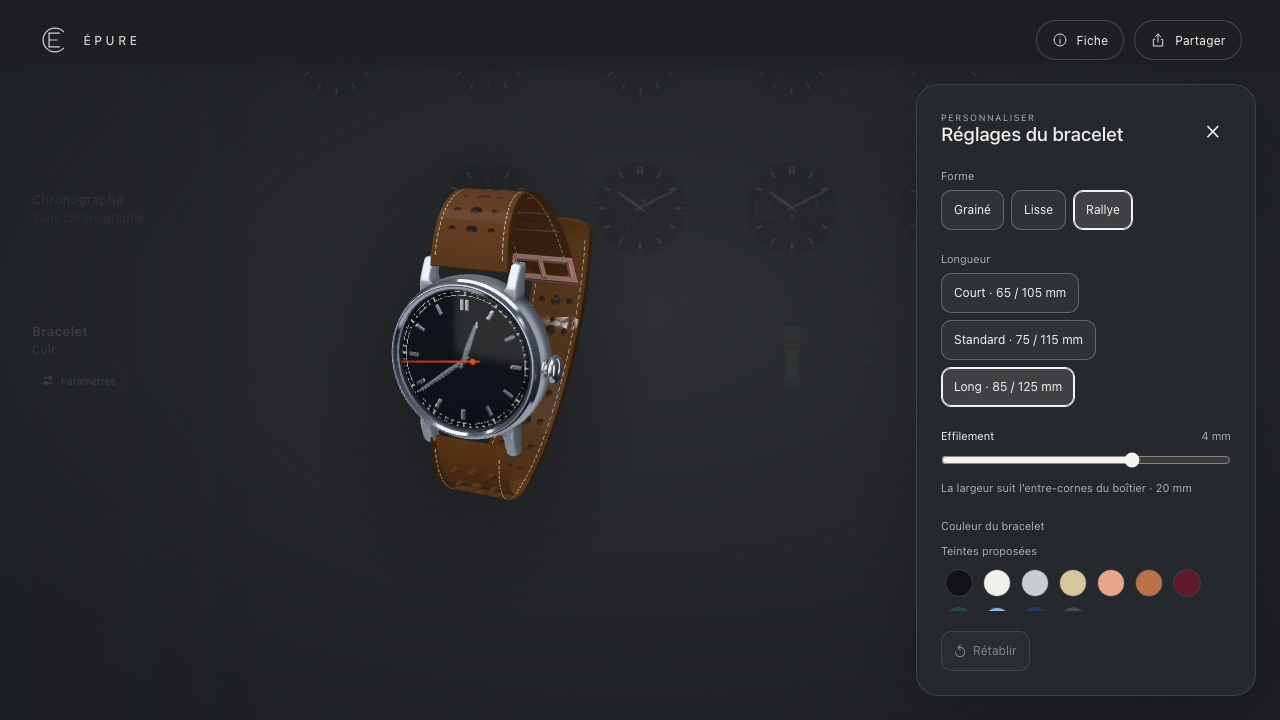 ÉPURE
Fiche
Partager
Chronographe
Sans chronographe
Bracelet
Cuir
Paramètres
PERSONNALISER
Réglages du bracelet
Forme
Grainé
Lisse
Rallye
Longueur
Court · 65 / 105 mm
Standard · 75 / 115 mm
Long · 85 / 125 mm
Effilement
4 mm
La largeur suit l'entre-cornes du boîtier · 20 mm
Couleur du bracelet
Teintes proposées
Rétablir